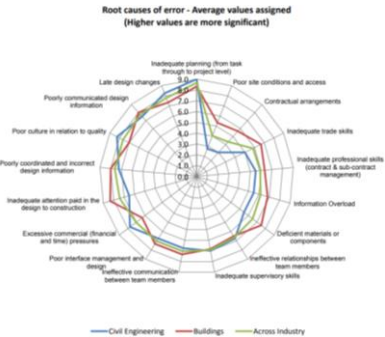 Root causes of error - Average values assigned
(Higher values are more significant)
Inadequate planning (from task
through to project level)
Late design changes
Poor site conditions and access
9.0
8.0
7.0
6.0
5.0
4.0
3.0
2.0
1.0
0.0
Poorly communicated design
information
Contractual arrangements
Poor culture in relation to quality
Inadequate trade skills
Poorly coordinated and incorrect
design information
Inadequate professional skills
(contract & sub-contract
management)
Inadequate attention paid in the
design to construction
Information Overload
Excessive commercial (financial
and time) pressures
Deficient materials or
components
Poor interface management and
design
Ineffective relationships between
team members
Ineffective communication
between team members
Inadequate supervisory skills
Civil Engineering
Buildings
Across Industry